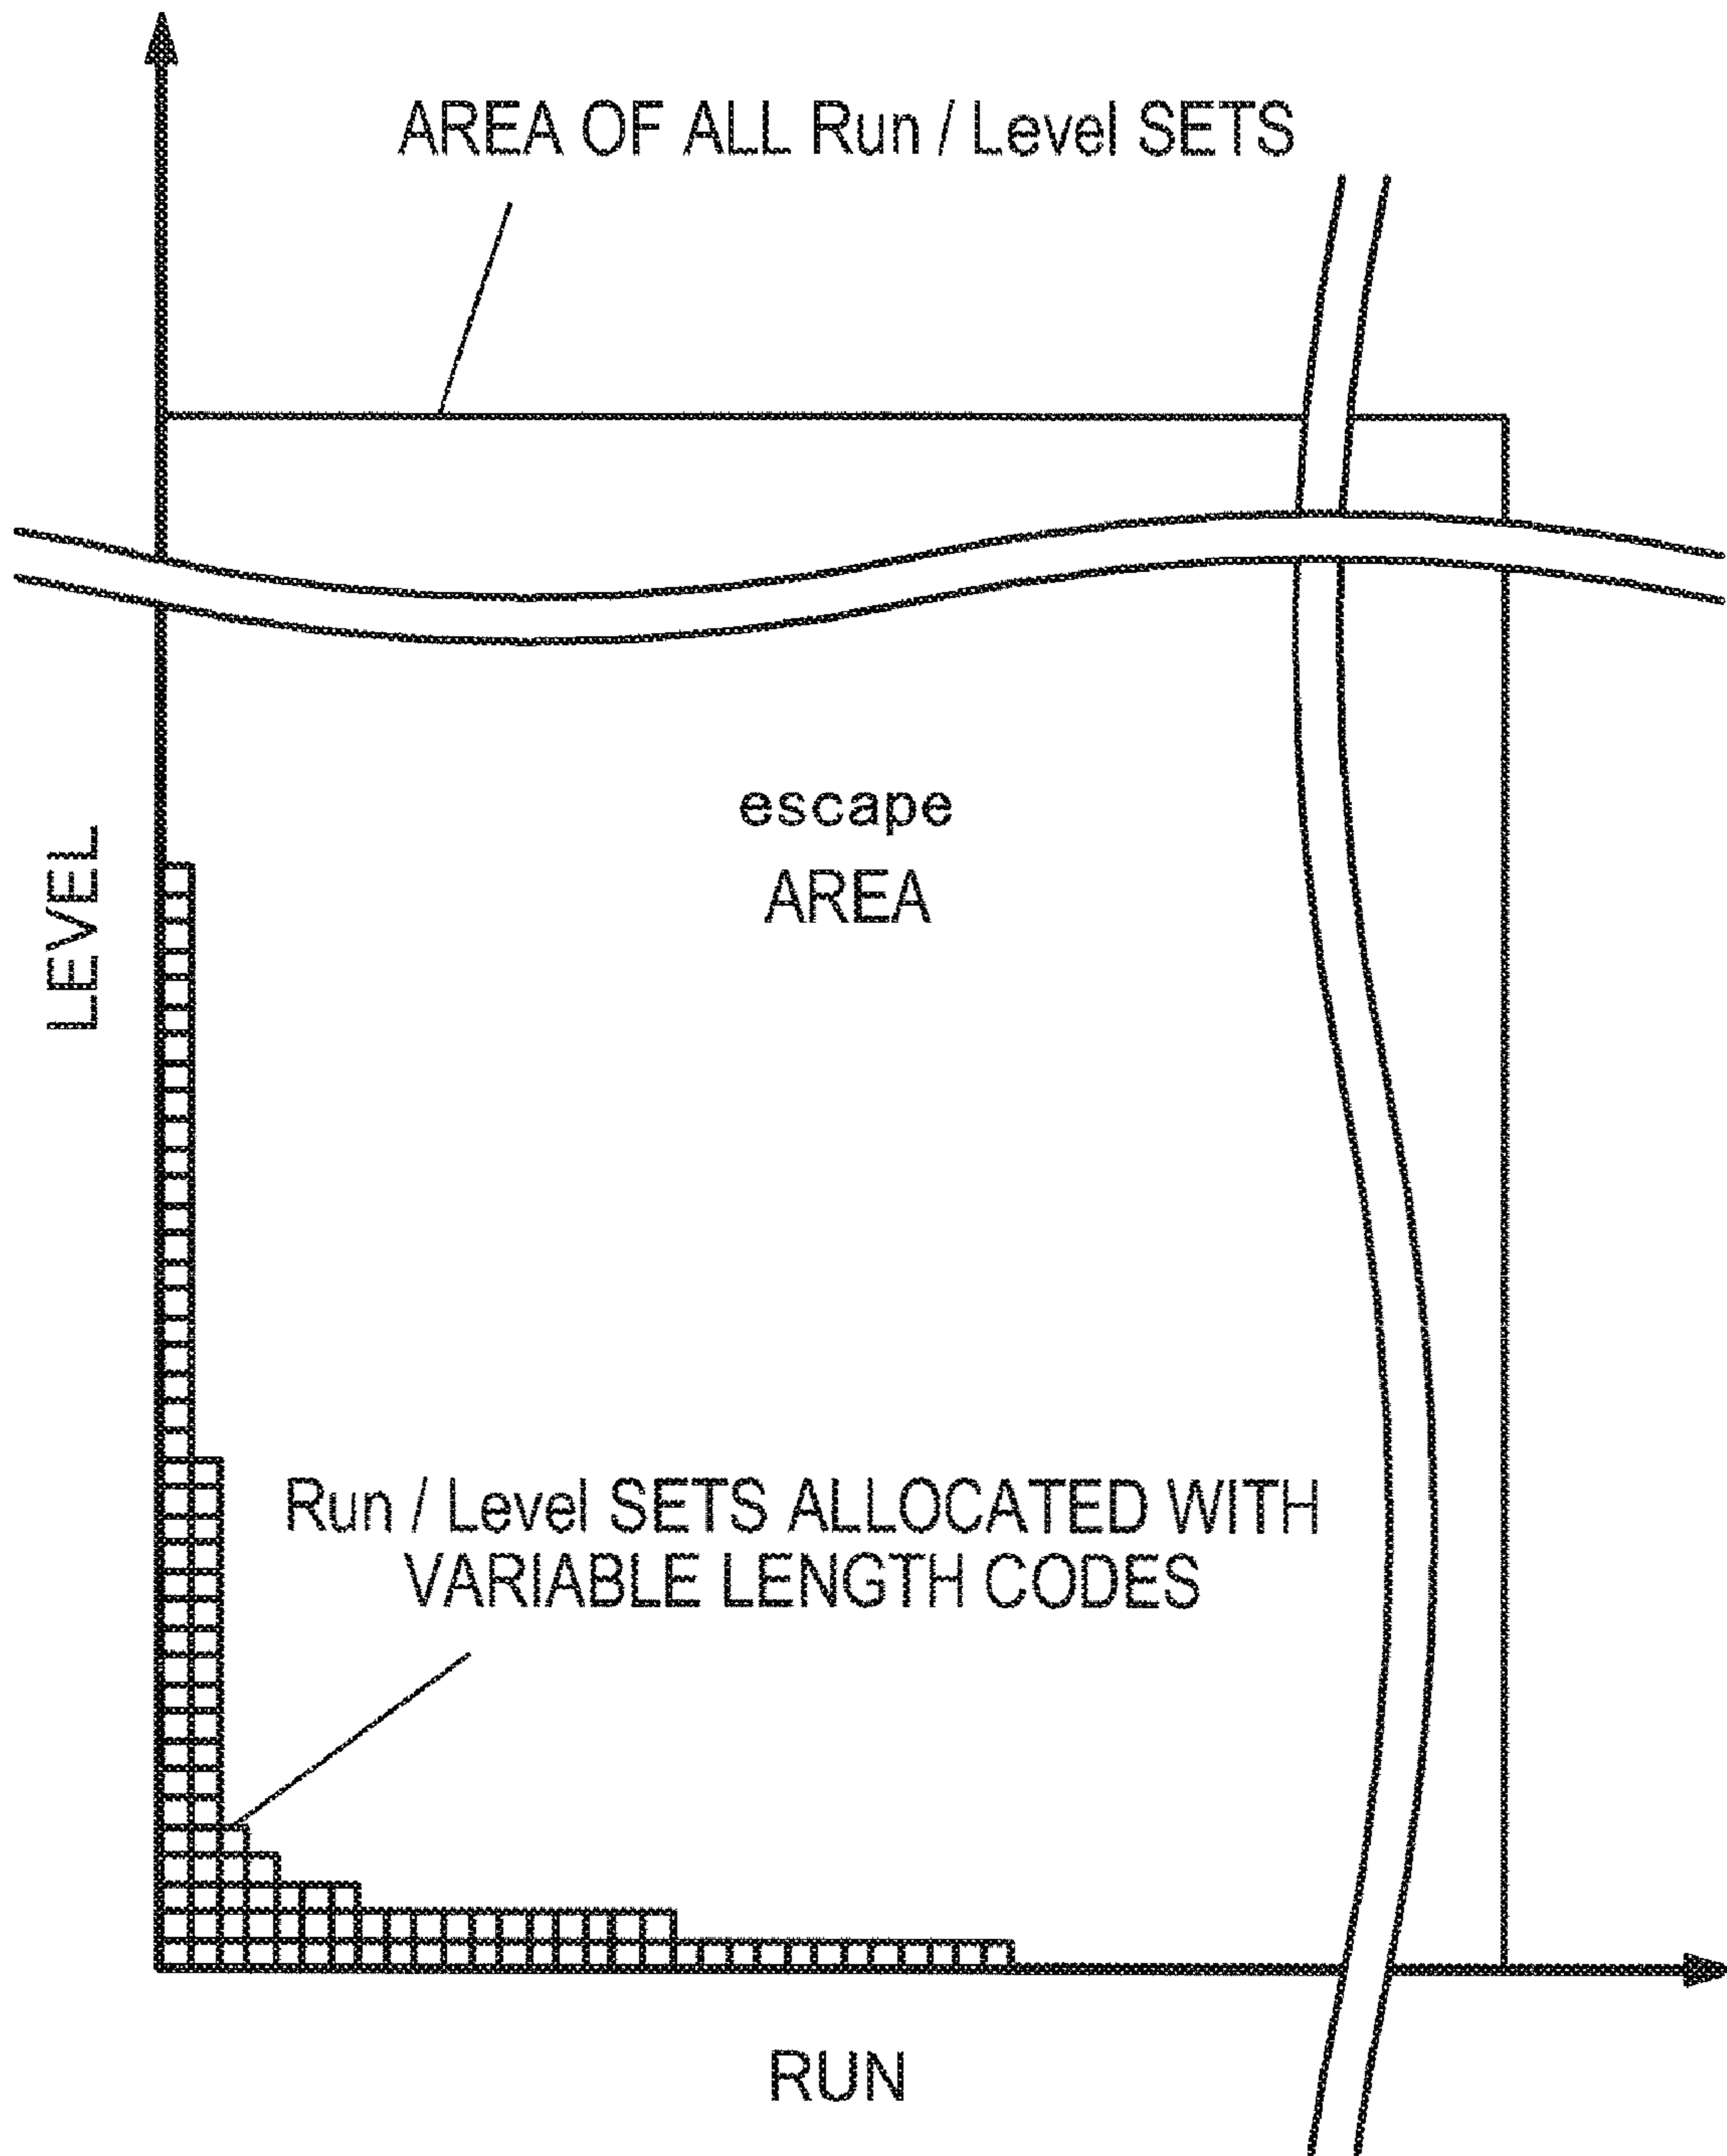 AREA OF ALL Run / Level SETS
escape
AREA
LEVEL
Run / Level SETS ALLOCATED WITH
VARIABLE LENGTH CODES
RUN